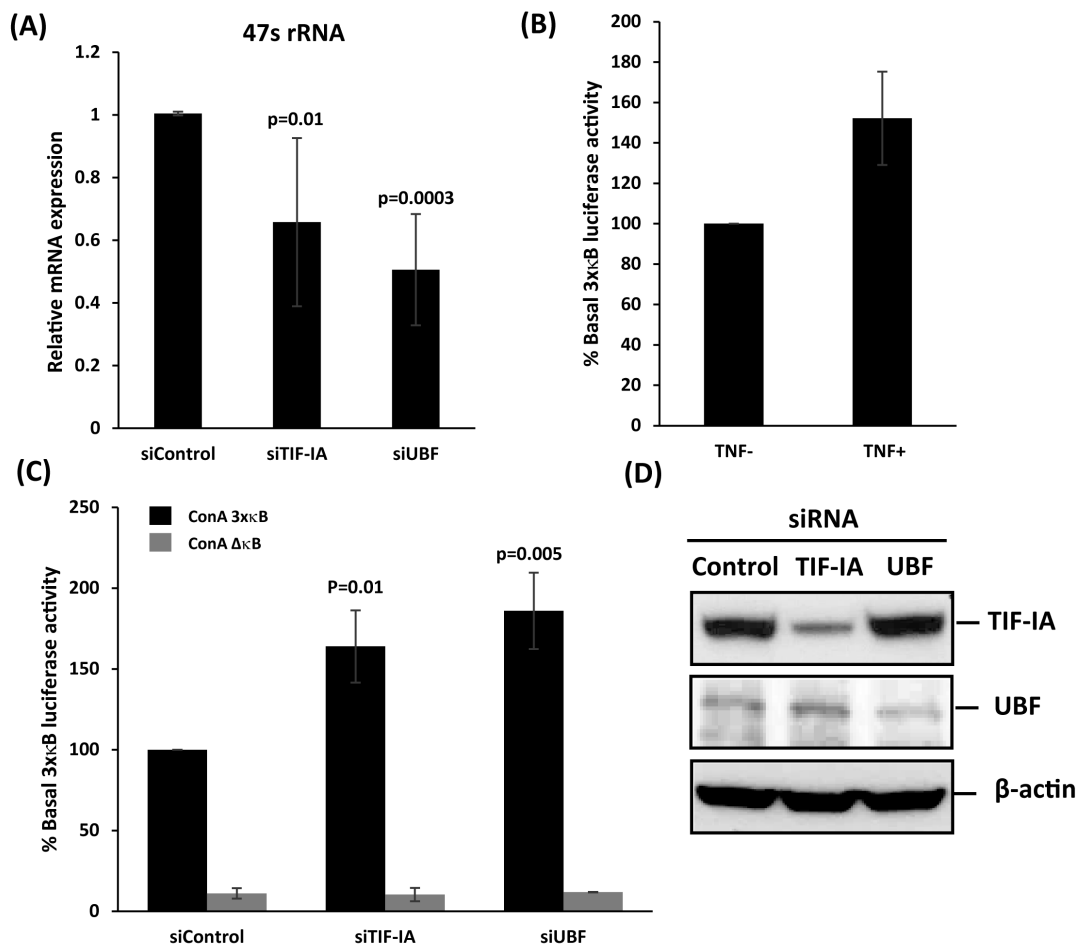 (A)
47s rRNA
Relative mRNA expression
1.2
1
0.8
0.6
0.4
0.2
0
p=0.01
p=0.0003
siControl siTIF-IA siUBF
(B)
% Basal 3xκB luciferase activity
200
180
160
140
120
100
80
60
40
20
0
TNF- TNF+
(C)
% Basal 3xκB luciferase activity
250
200
150
100
50
0
ConA 3xκB
ConA ΔκB
P=0.01
p=0.005
siControl siTIF-IA siUBF
(D)
siRNA
Control TIF-IA UBF
TIF-IA
UBF
β-actin